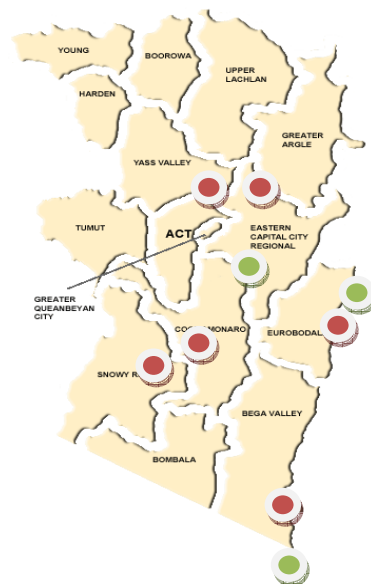 YOUNG
BOOROWA
UPPER
LACHLAN
HARDEN
GREATER
ARGLE
YASS VALLEY
TUMUT
ACT
EASTERN
CAPITAL CITY
REGIONAL
GREATER
QUEANBEYAN
CITY
EUROBODAL
SNOWY
BEGA VALLEY
BOMBALA